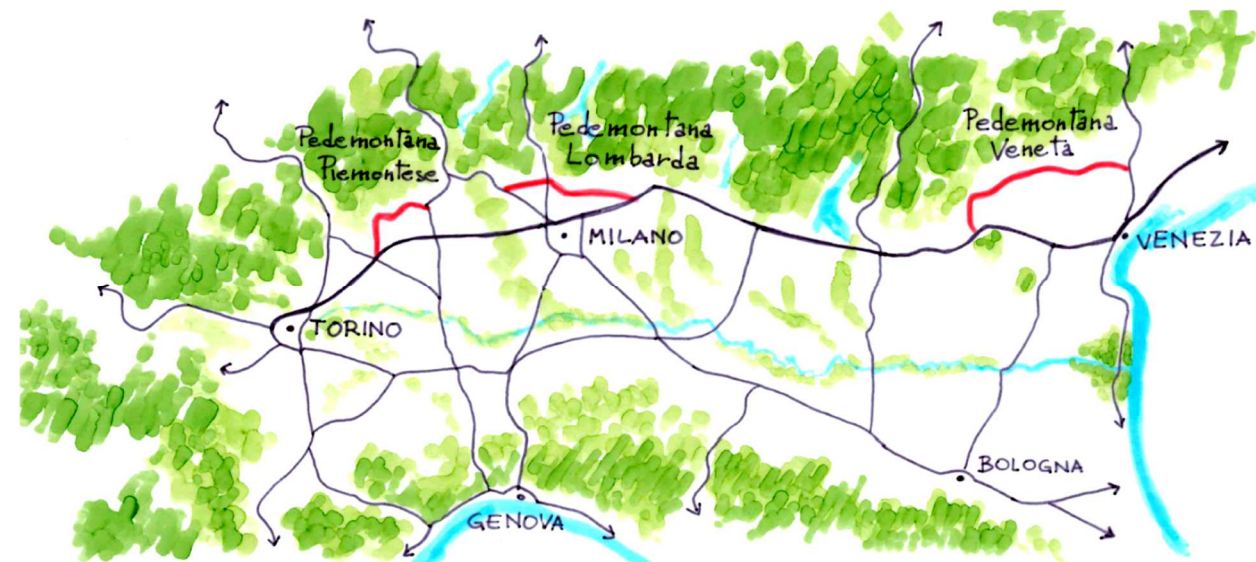 Pedemontana
Piemontese
Pedemontana
Lombarda
Pedemontana
Veneta
MILANO
VENEZIA
TORINO
BOLOGNA
GENOVA